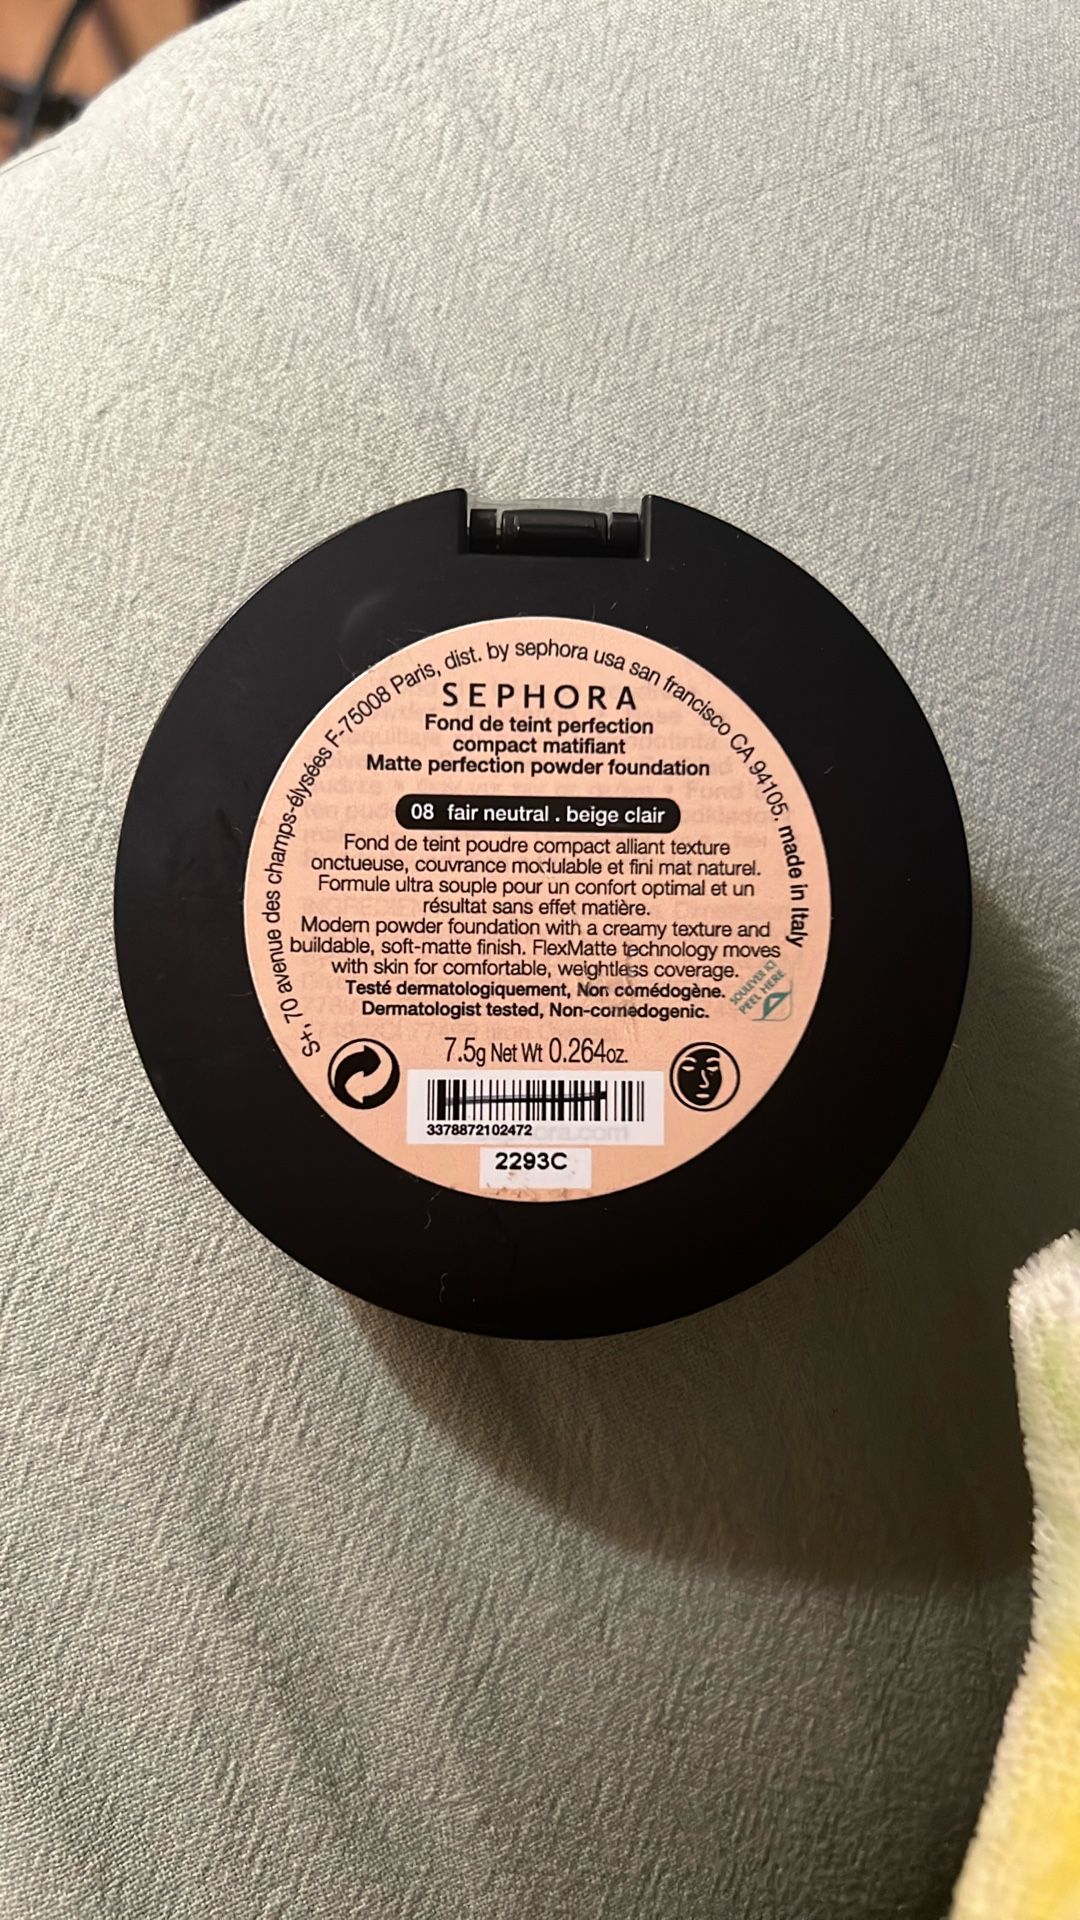 S+, 70 avenue des champs-élysées F-75008 Paris, dist. by sephora usa san francisco CA 94105. made in Italy
SEPHORA
Fond de teint perfection
compact matifiant
Matte perfection powder foundation
08 fair neutral . beige clair
Fond de teint poudre compact alliant texture
onctueuse, couvrance modulable et fini mat naturel.
Formule ultra souple pour un confort optimal et un
résultat sans effet matière.
Modern powder foundation with a creamy texture and
buildable, soft-matte finish. FlexMatte technology moves
with skin for comfortable, weightless coverage.
Testé dermatologiquement, Non comédogène.
Dermatologist tested, Non-comedogenic.
SOULEVER ICI
PEEL HERE
7.5g Net Wt 0.264oz.
3378872102472
2293C